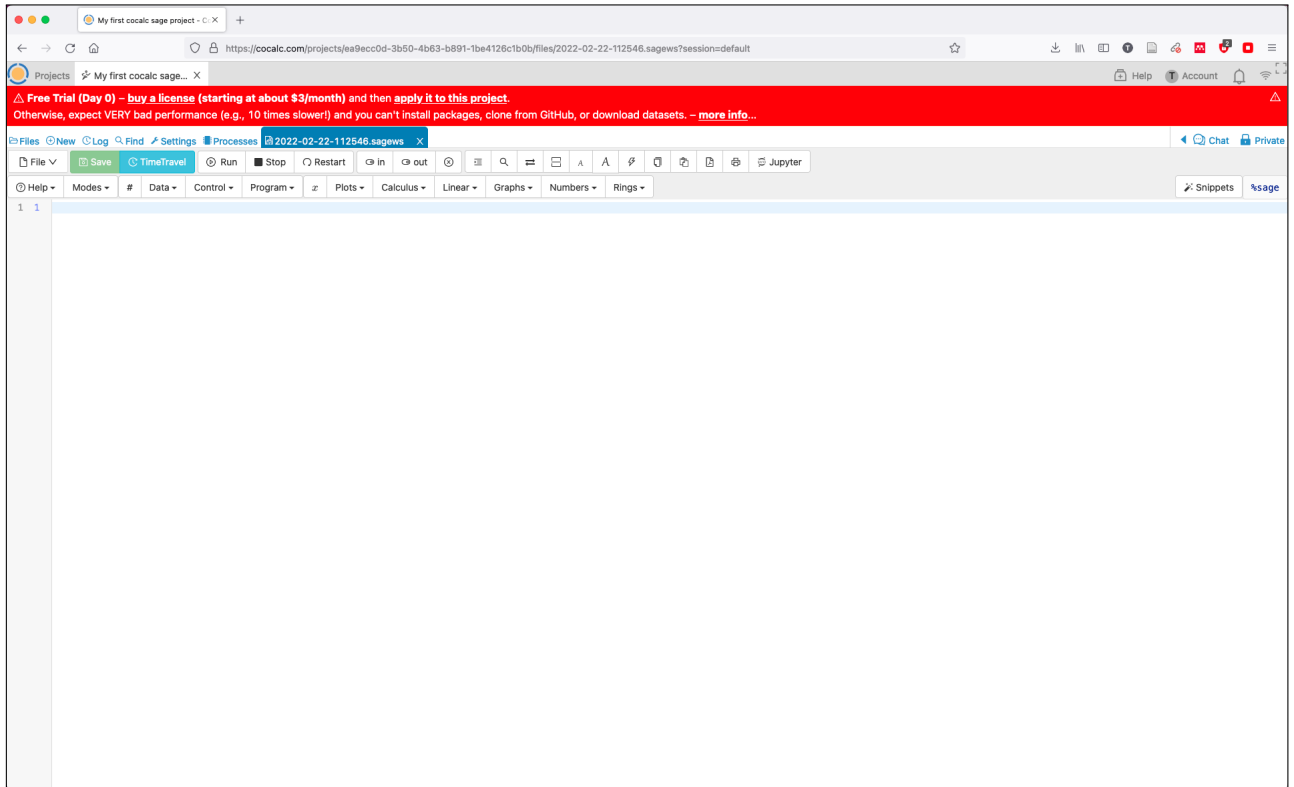 My first cocalc sage project - Co
https://cocalc.com/projects/ea9ecc0d-3b50-4b63-b891-1be4126c1b0b/files/2022-02-22-112546.sagews?session=default
2
Projects My first cocalc sage... Help T Account
Free Trial (Day 0) – buy a license (starting at about $3/month) and then apply it to this project.
Otherwise, expect VERY bad performance (e.g., 10 times slower!) and you can't install packages, clone from GitHub, or download datasets. – more info...
Files New Log Find Settings Processes 2022-02-22-112546.sagews Chat Private
File Save TimeTravel Run Stop Restart in out A A Jupyter
Help Modes # Data Control Program x Plots Calculus Linear Graphs Numbers Rings Snippets %sage
1 1